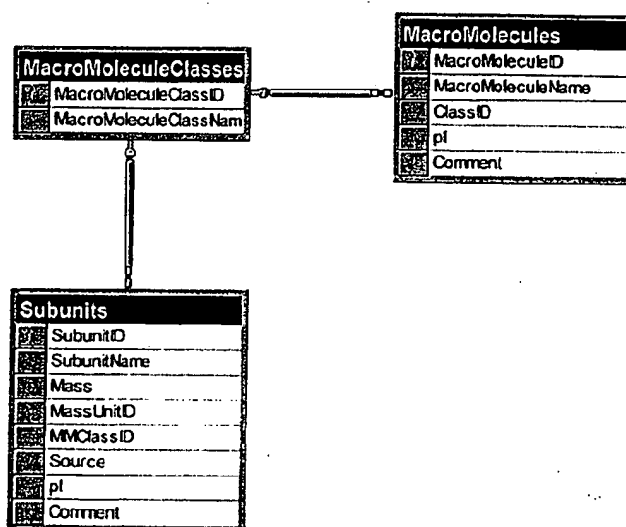 MacroMoleculeClasses
MacroMoleculeClassID
MacroMoleculeClassNam
MacroMolecules
MacroMoleculeID
MacroMoleculeName
ClassID
pI
Comment
Subunits
SubunitID
SubunitName
Mass
MassUnitID
MMClassID
Source
pI
Comment